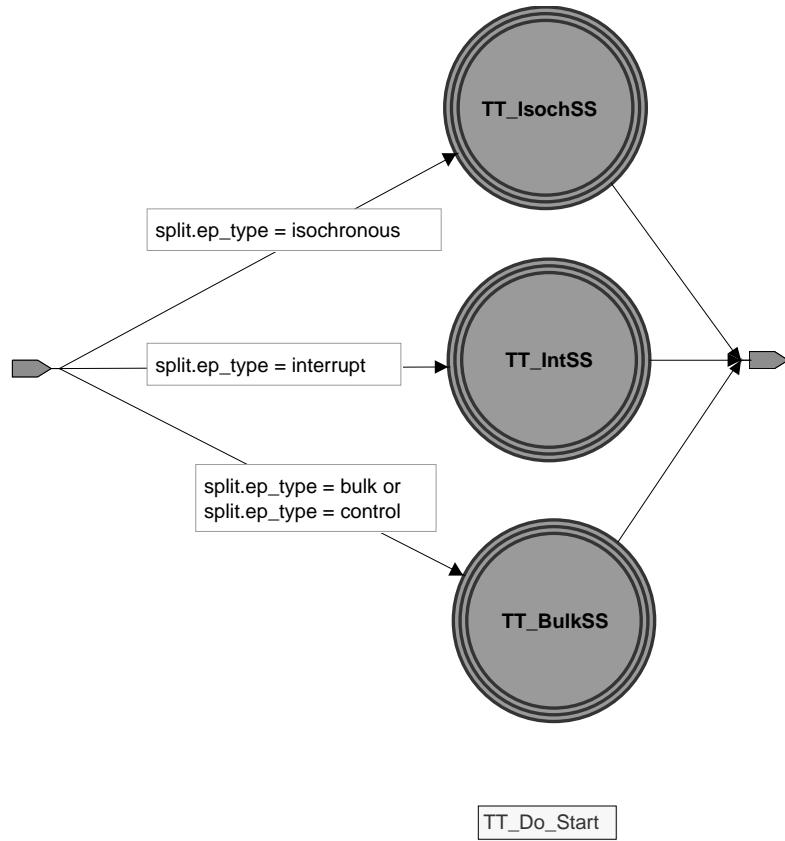 TT_IsochSS
split.ep_type = isochronous
split.ep_type = interrupt
TT_IntSS
split.ep_type = bulk or
split.ep_type = control
TT_BulkSS
TT_Do_Start